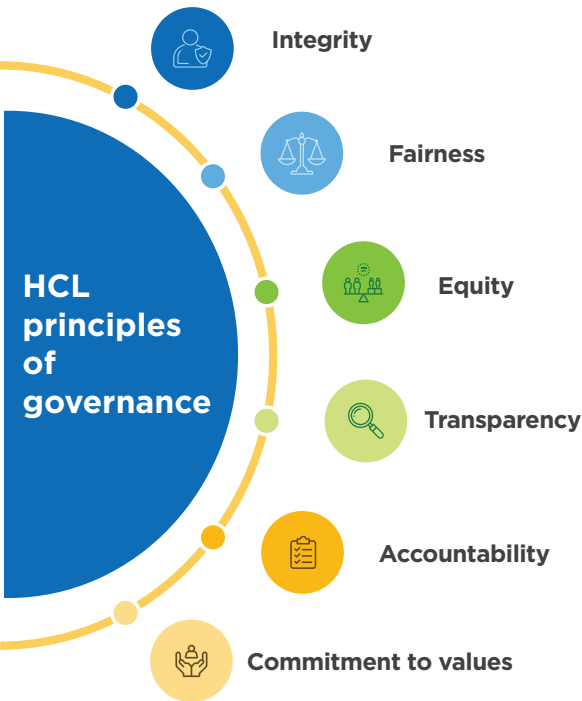 Integrity
Fairness
HCL
principles
of
governance
Equity
Transparency
Accountability
Commitment to values